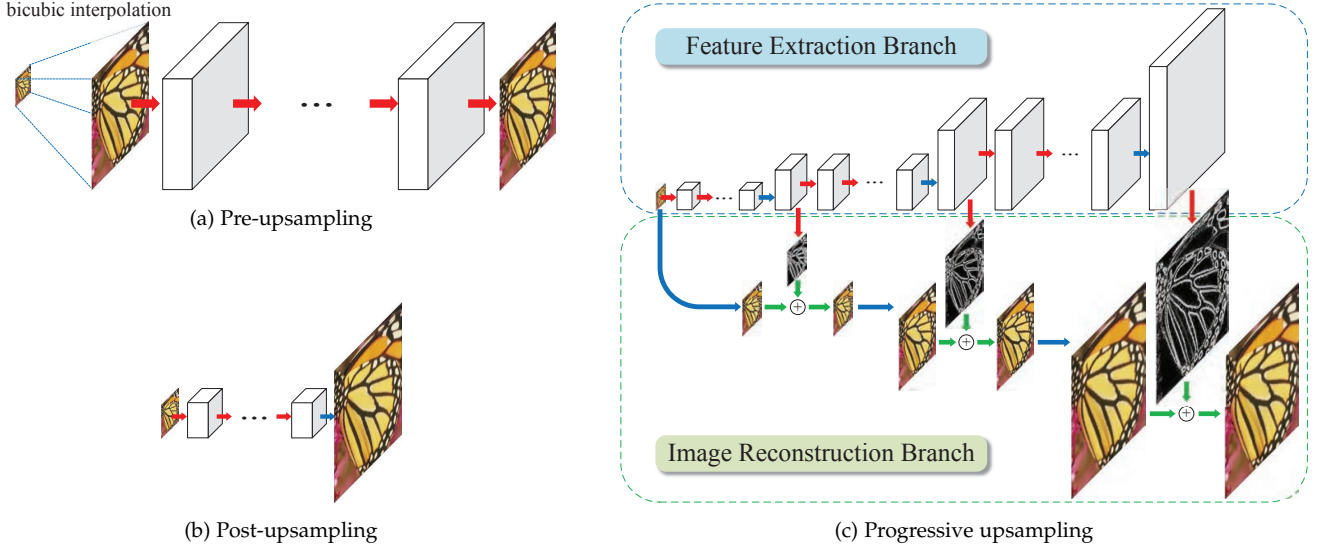 bicubic interpolation
(a) Pre-upsampling
(b) Post-upsampling
Feature Extraction Branch
Image Reconstruction Branch
(c) Progressive upsampling